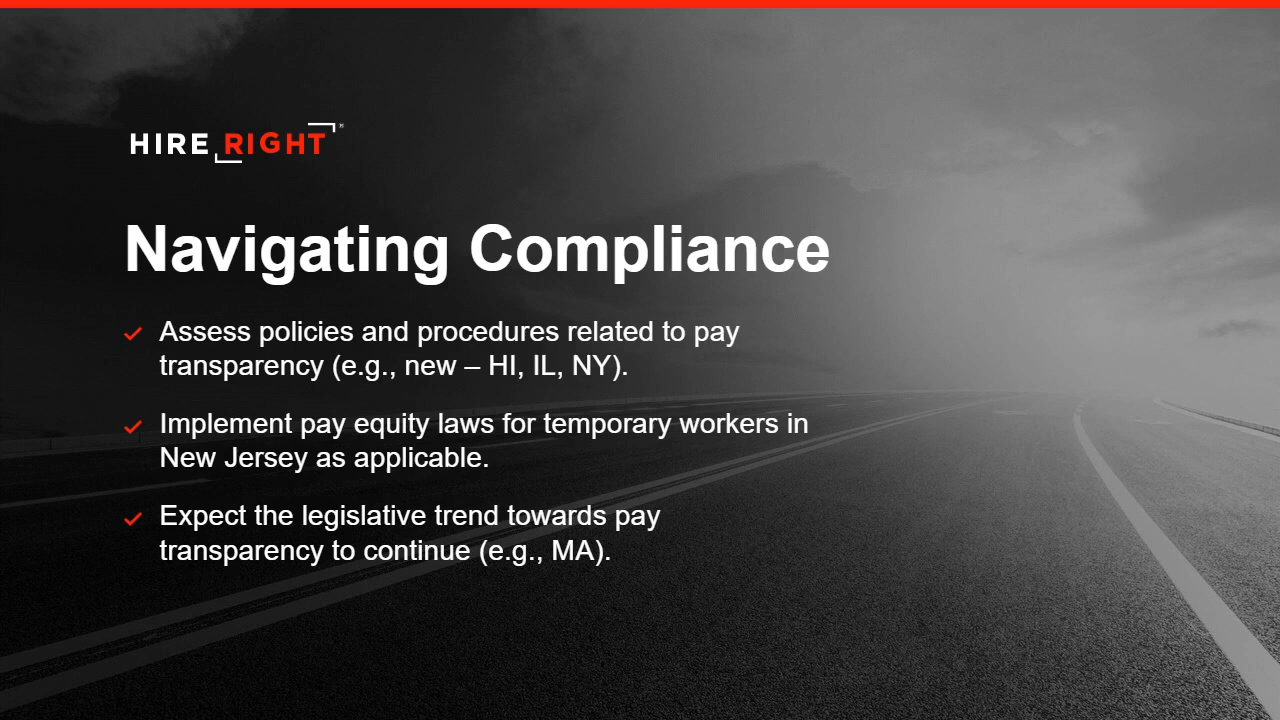 HIRE RIGHT
Navigating Compliance
Assess policies and procedures related to pay
transparency (e.g., new – HI, IL, NY).
Implement pay equity laws for temporary workers in
New Jersey as applicable.
Expect the legislative trend towards pay
transparency to continue (e.g., MA).